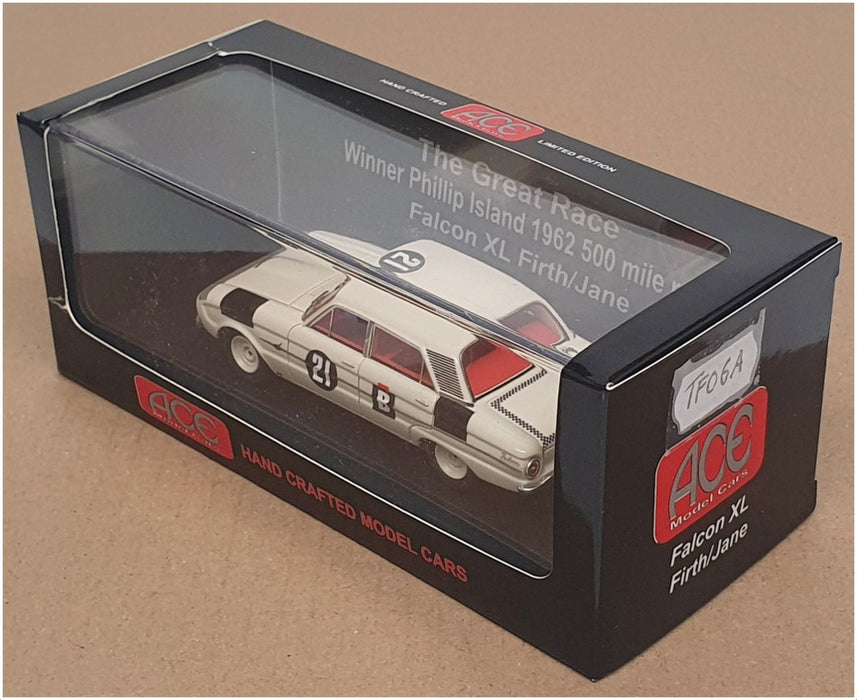 HAND CRAFTED
ACE
Model Cars
LIMITED EDITION
The Great Race
Winner Phillip Island 1962 500 mile
Falcon XL Firth/Jane
21
21
B
ACE
Model Cars
HAND CRAFTED MODEL CARS
TF06A
ACE
Model Cars
Falcon XL
Firth/Jane